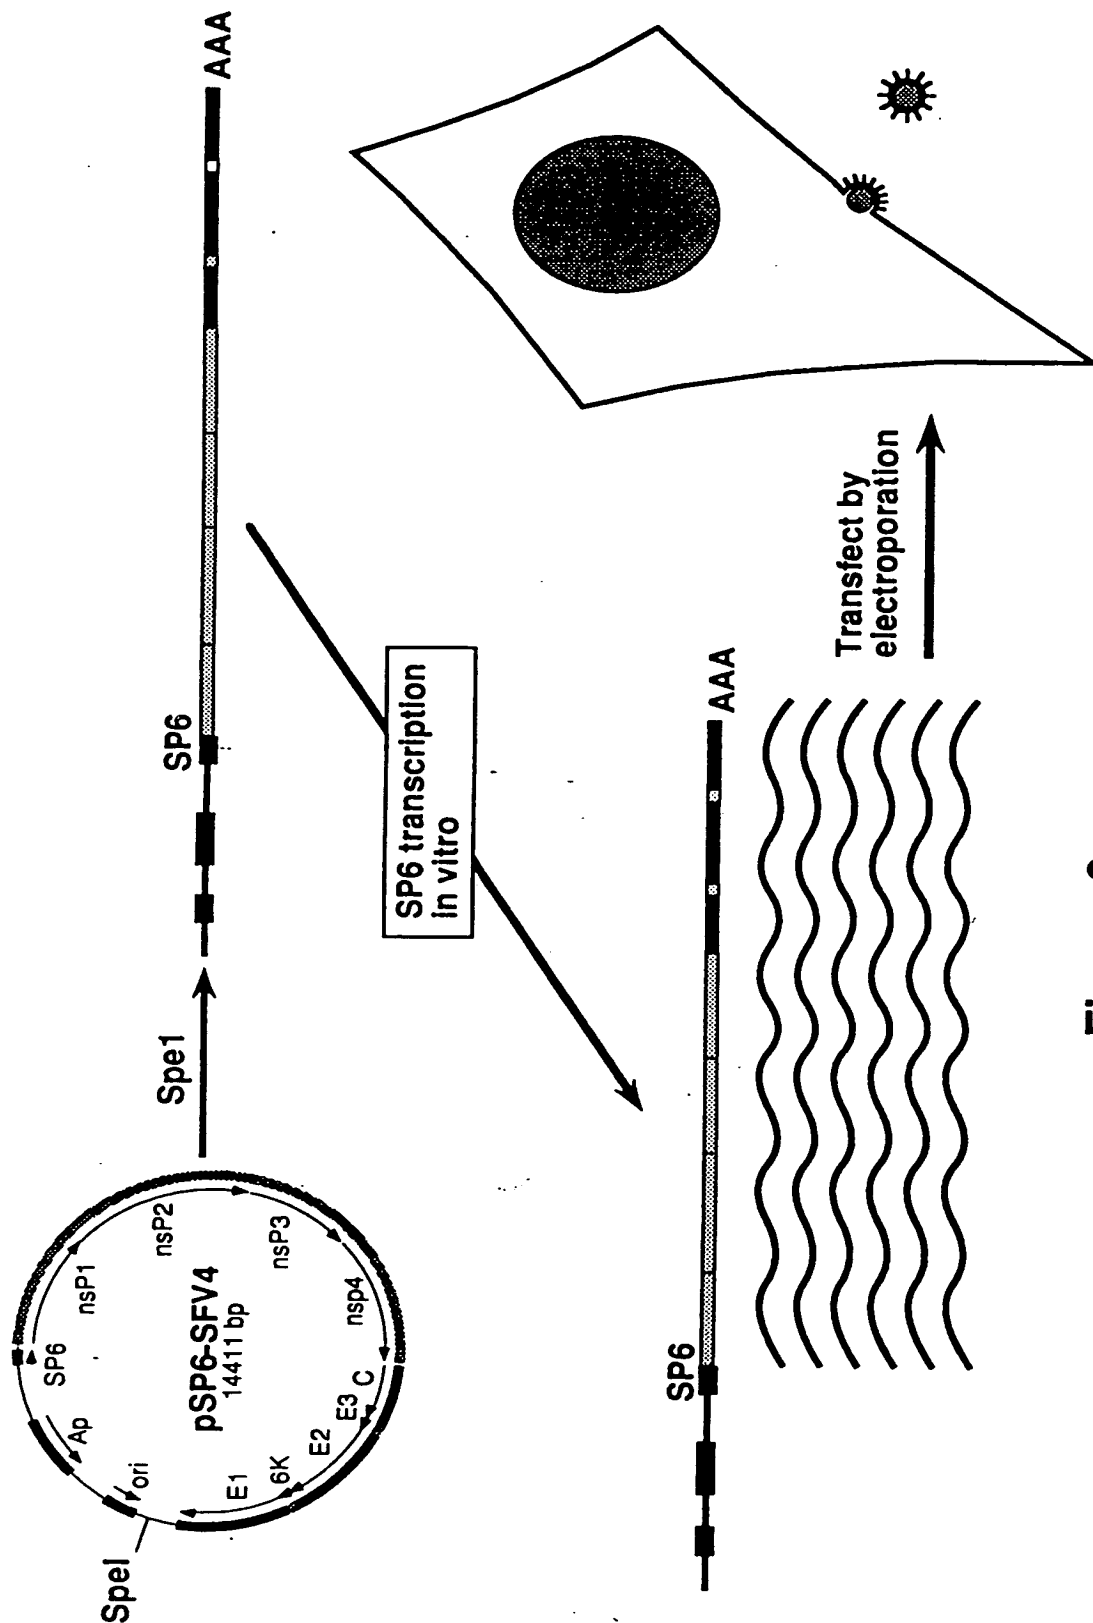 SpeI
SP6
nsP1
nsP2
nsP3
nsp4
C
E3
E2
6K
E1
ori
Ap
pSP6-SFV4
14411 bp
Spe1
SP6
AAA
SP6 transcription
in vitro
SP6
AAA
Transfect by
electroporation